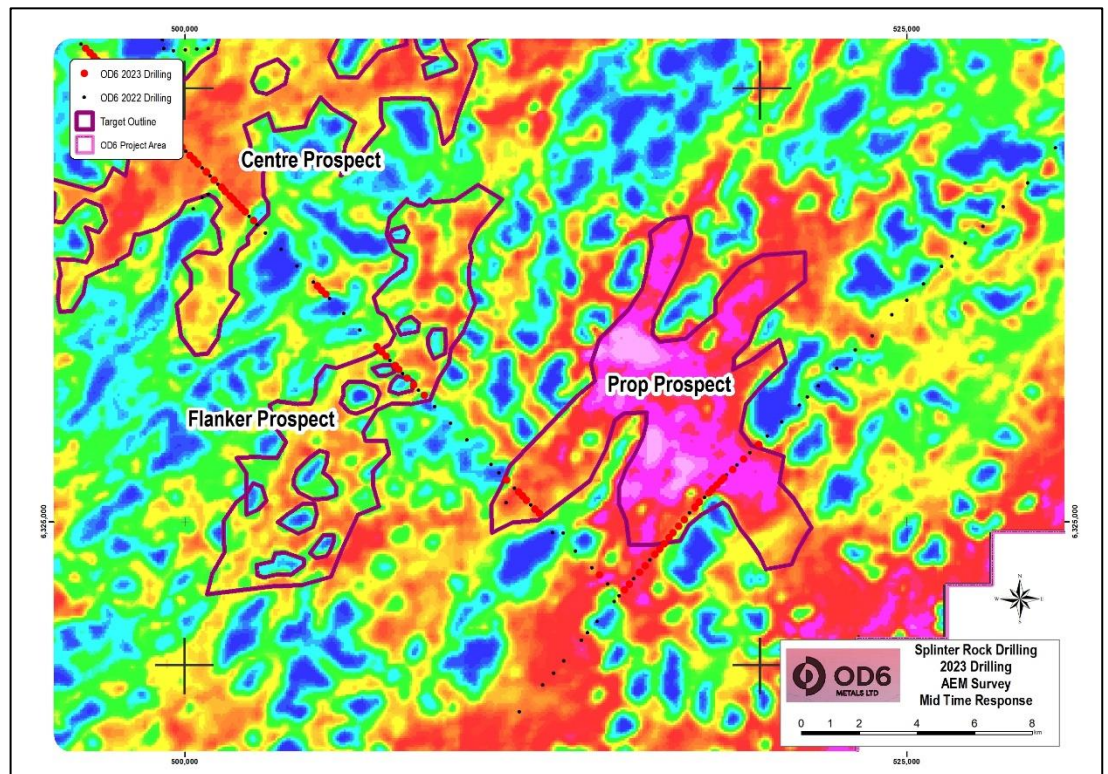 500,000
525,000
OD6 2023 Drilling
OD6 2022 Drilling
Target Outline
OD6 Project Area
Centre Prospect
Prop Prospect
Flanker Prospect
6,325,000
6,325,000
N
W E
S
OD6
METALS LTD
Splinter Rock Drilling
2023 Drilling
AEM Survey
Mid Time Response
0 1 2 4 6 8
km
500,000
525,000